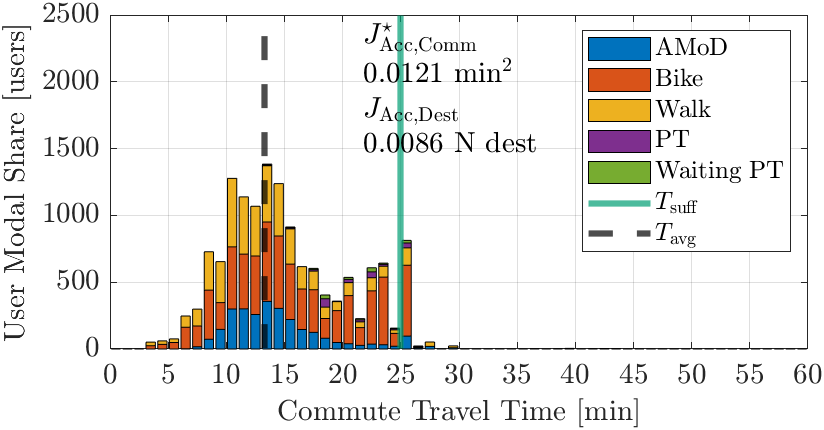 2500
2000
1500
1000
500
0
User Modal Share [users]
J⋆Acc,Comm
0.0121 min²
JAcc,Dest
0.0086 N dest
AMoD
Bike
Walk
PT
Waiting PT
Tsuff
Tavg
0 5 10 15 20 25 30 35 40 45 50 55 60
Commute Travel Time [min]